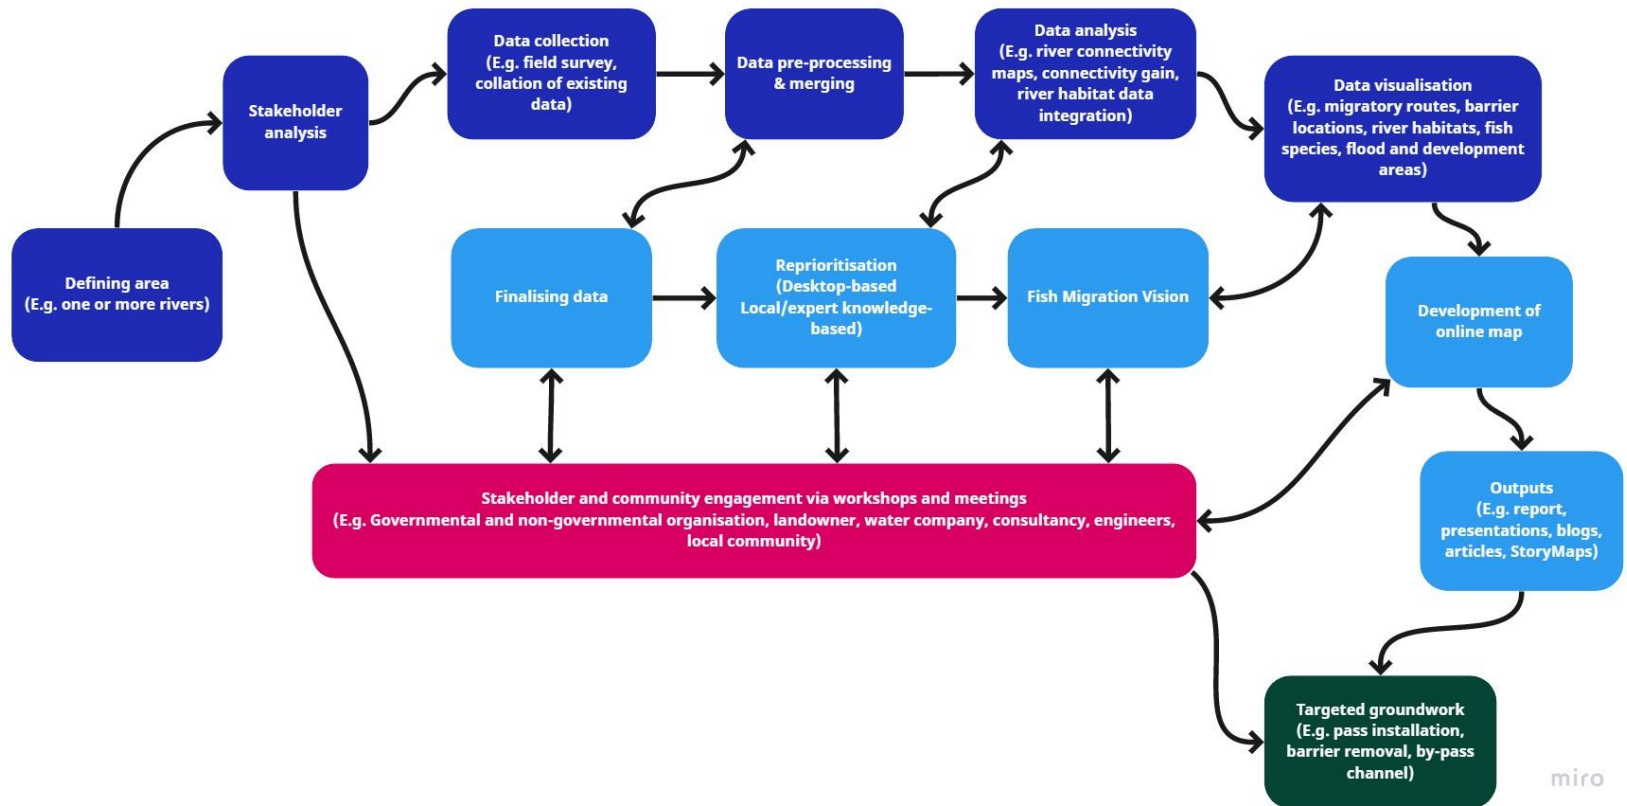 Data collection
(E.g. field survey,
collation of existing
data)
Data pre-processing
& merging
Data analysis
(E.g. river connectivity
maps, connectivity gain,
river habitat data
integration)
Stakeholder
analysis
Data visualisation
(E.g. migratory routes, barrier
locations, river habitats, fish
species, flood and development
areas)
Defining area
(E.g. one or more rivers)
Finalising data
Reprioritisation
(Desktop-based
Local/expert knowledge-
based)
Fish Migration Vision
Development of
online map
Stakeholder and community engagement via workshops and meetings
(E.g. Governmental and non-governmental organisation, landowner, water company, consultancy, engineers,
local community)
Outputs
(E.g. report,
presentations, blogs,
articles, StoryMaps)
Targeted groundwork
(E.g. pass installation,
barrier removal, by-pass
channel)
miro